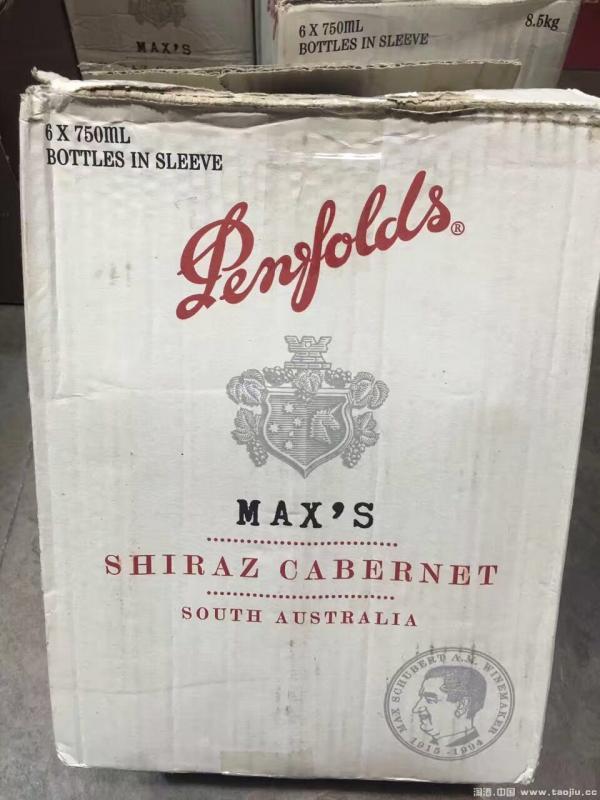 MAX'S
6 X 750ML
BOTTLES IN SLEEVE
8.5kg
6 X 750ML
BOTTLES IN SLEEVE
Penfolds®
MAX'S
SHIRAZ CABERNET
SOUTH AUSTRALIA
MAX SCHUBERT A.M. WINEMAKER
1915-1994
淘酒.中国 www.taojiu.cc